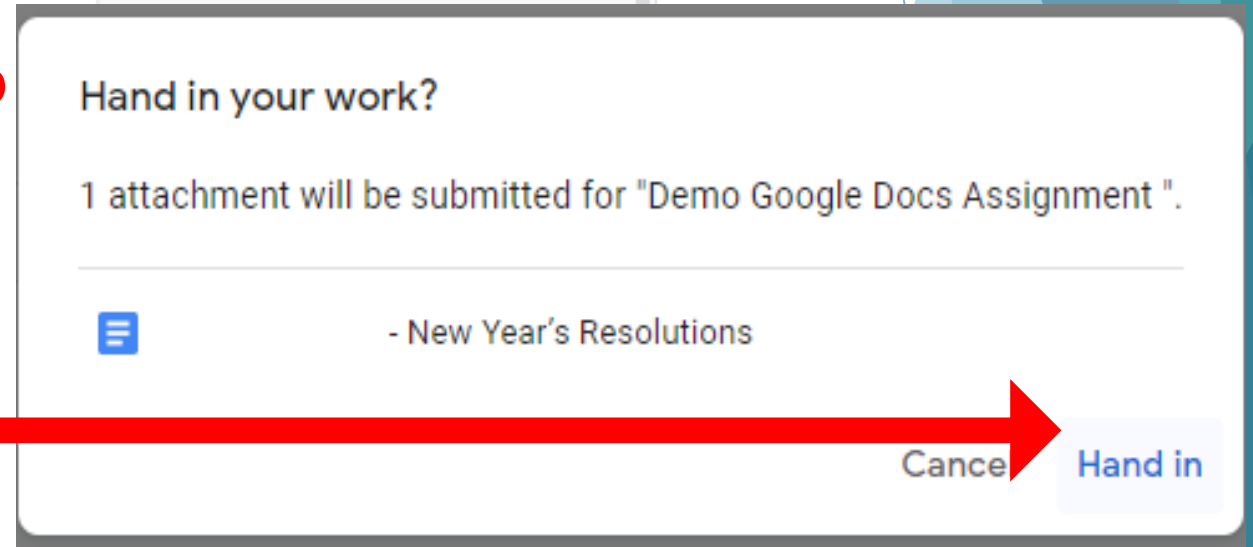 Hand in your work?
1 attachment will be submitted for "Demo Google Docs Assignment ".
- New Year's Resolutions
Cance Hand in